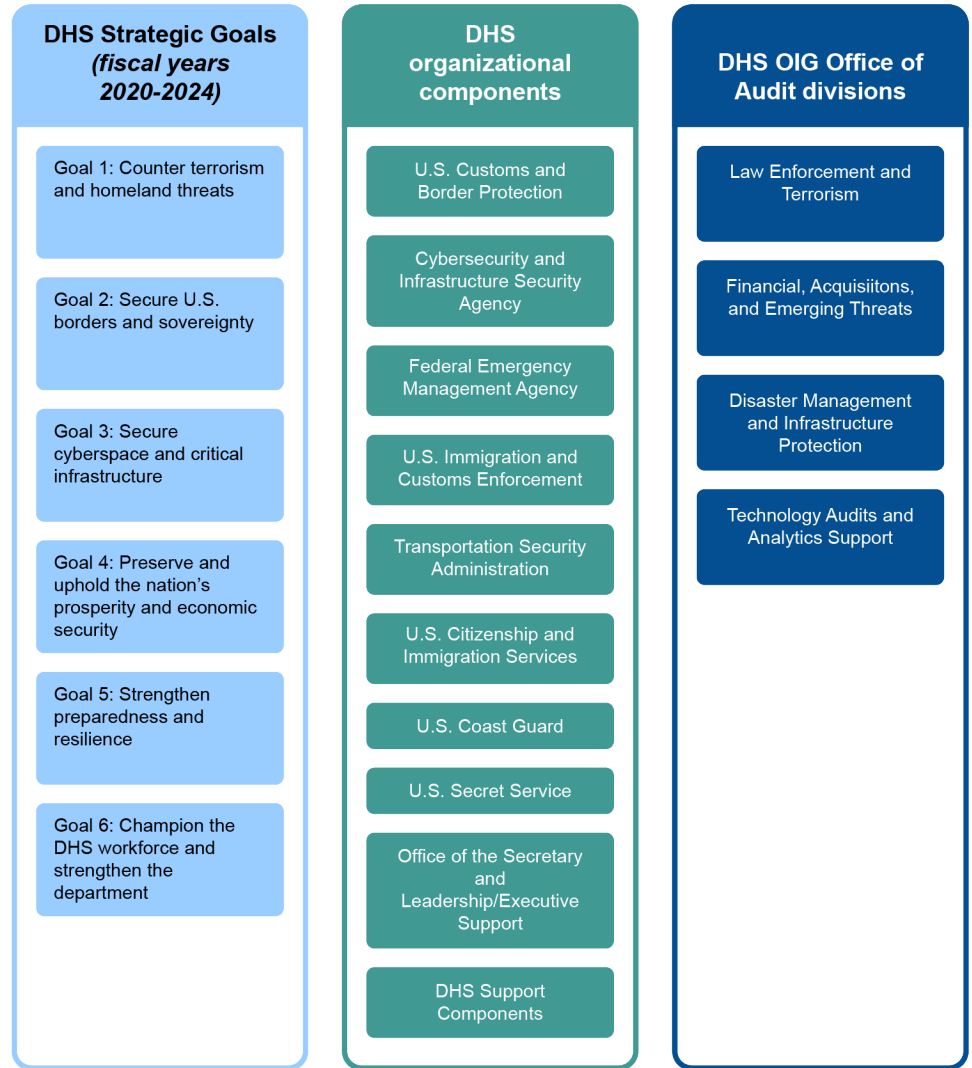 DHS Strategic Goals
(fiscal years
2020-2024)
Goal 1: Counter terrorism
and homeland threats
Goal 2: Secure U.S.
borders and sovereignty
Goal 3: Secure
cyberspace and critical
infrastructure
Goal 4: Preserve and
uphold the nation’s
prosperity and economic
security
Goal 5: Strengthen
preparedness and
resilience
Goal 6: Champion the
DHS workforce and
strengthen the
department
DHS
organizational
components
U.S. Customs and
Border Protection
Cybersecurity and
Infrastructure Security
Agency
Federal Emergency
Management Agency
U.S. Immigration and
Customs Enforcement
Transportation Security
Administration
U.S. Citizenship and
Immigration Services
U.S. Coast Guard
U.S. Secret Service
Office of the Secretary
and
Leadership/Executive
Support
DHS Support
Components
DHS OIG Office of
Audit divisions
Law Enforcement and
Terrorism
Financial, Acquisiitons,
and Emerging Threats
Disaster Management
and Infrastructure
Protection
Technology Audits and
Analytics Support